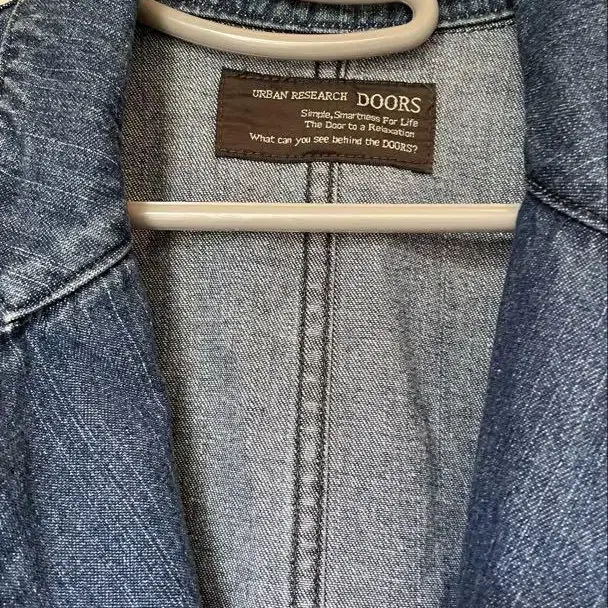 URBAN RESEARCH DOORS
Simple, Smartness For Life
The Door to a Relaxation
What can you see behind the DOORS?